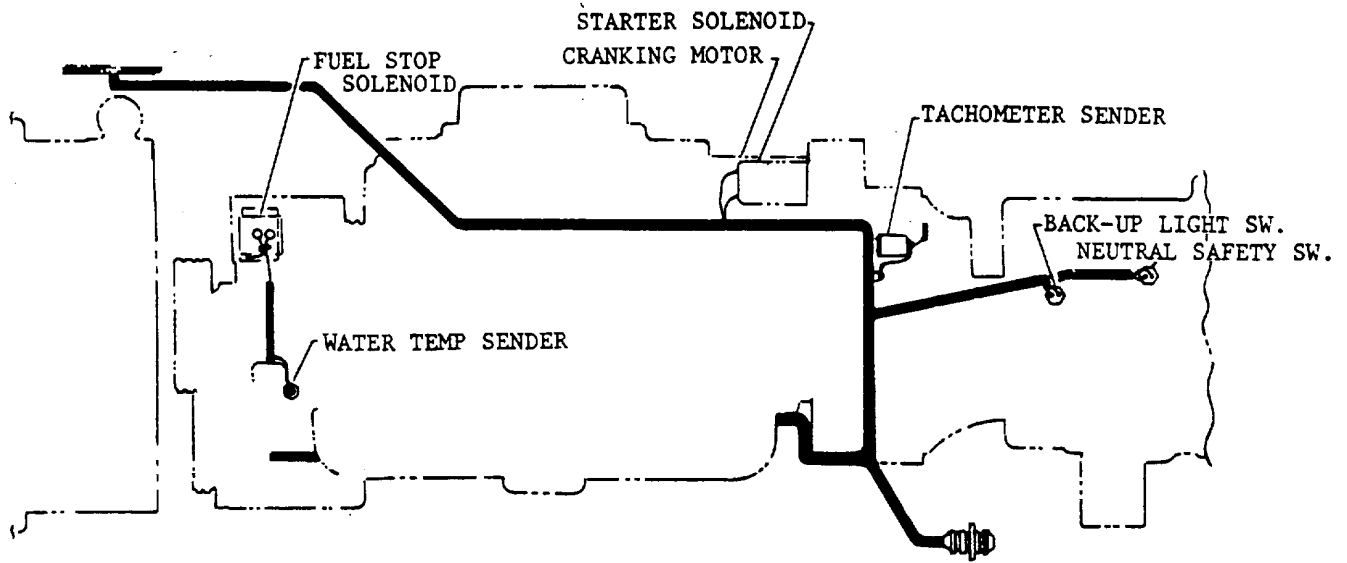 STARTER SOLENOID
CRANKING MOTOR
FUEL STOP
SOLENOID
TACHOMETER SENDER
BACK-UP LIGHT SW.
NEUTRAL SAFETY SW.
WATER TEMP SENDER